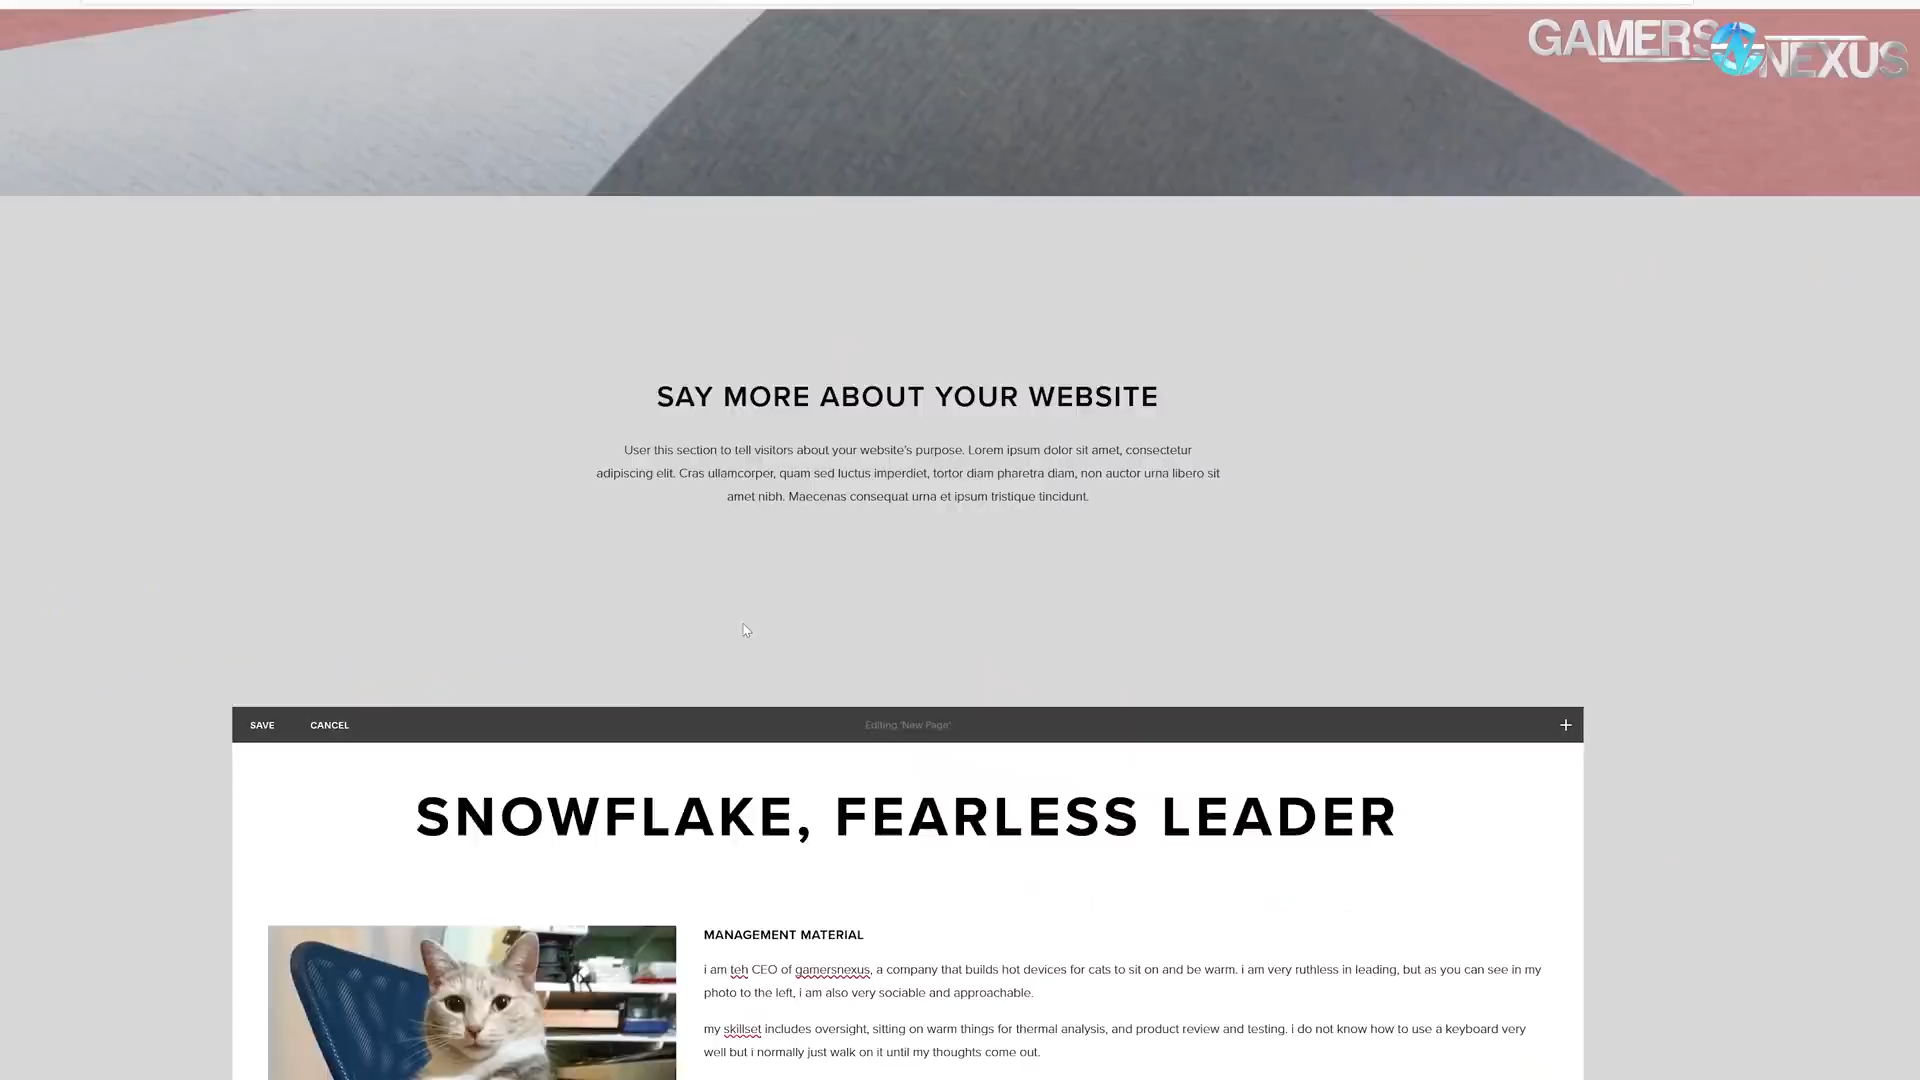 GAMERS NEXUS
SAY MORE ABOUT YOUR WEBSITE
User this section to tell visitors about your website's purpose. Lorem ipsum dolor sit amet, consectetur
adipiscing elit. Cras ullamcorper, quam sed luctus imperdiet, tortor diam pharetra diam, non auctor urna libero sit
amet nibh. Maecenas consequat urna et ipsum tristique tincidunt.
SAVE CANCEL Editing 'New Page' +
SNOWFLAKE, FEARLESS LEADER
MANAGEMENT MATERIAL
i am teh CEO of gamersnexus, a company that builds hot devices for cats to sit on and be warm. i am very ruthless in leading, but as you can see in my
photo to the left, i am also very sociable and approachable.
my skillset includes oversight, sitting on warm things for thermal analysis, and product review and testing. i do not know how to use a keyboard very
well but i normally just walk on it until my thoughts come out.